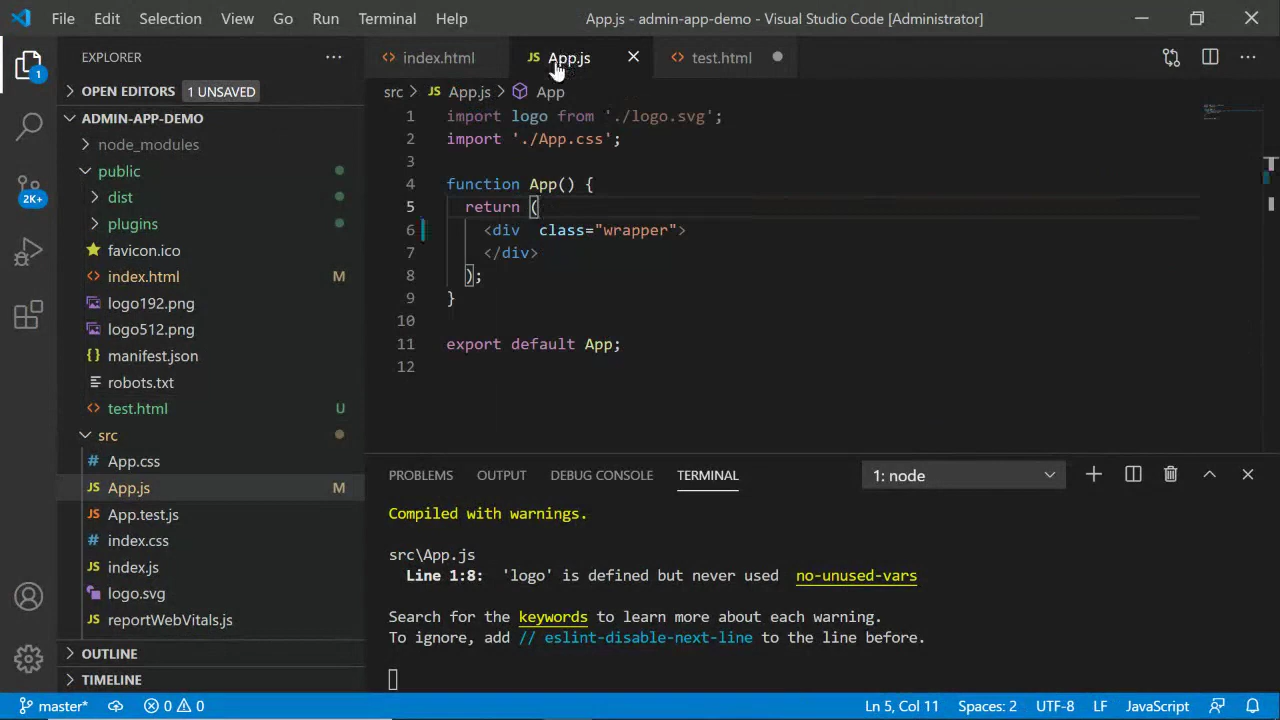 File Edit Selection View Go Run Terminal Help App.js - admin-app-demo - Visual Studio Code [Administrator]
EXPLORER
index.html
JS App.js
test.html
1
OPEN EDITORS 1 UNSAVED
src > JS App.js > App
ADMIN-APP-DEMO
node_modules
public
dist
plugins
favicon.ico
index.html M
logo192.png
logo512.png
manifest.json
robots.txt
test.html U
src
# App.css
JS App.js M
JS App.test.js
# index.css
JS index.js
logo.svg
JS reportWebVitals.js
OUTLINE
TIMELINE
2K+
1 import logo from './logo.svg';
2 import './App.css';
3
4 function App() {
5 return (
6 <div  class="wrapper">
7 </div>
8 );
9 }
10
11 export default App;
12
PROBLEMS OUTPUT DEBUG CONSOLE TERMINAL 1: node
Compiled with warnings.
src\App.js
Line 1:8: 'logo' is defined but never used no-unused-vars
Search for the keywords to learn more about each warning.
To ignore, add // eslint-disable-next-line to the line before.
master* 0 0 Ln 5, Col 11 Spaces: 2 UTF-8 LF JavaScript